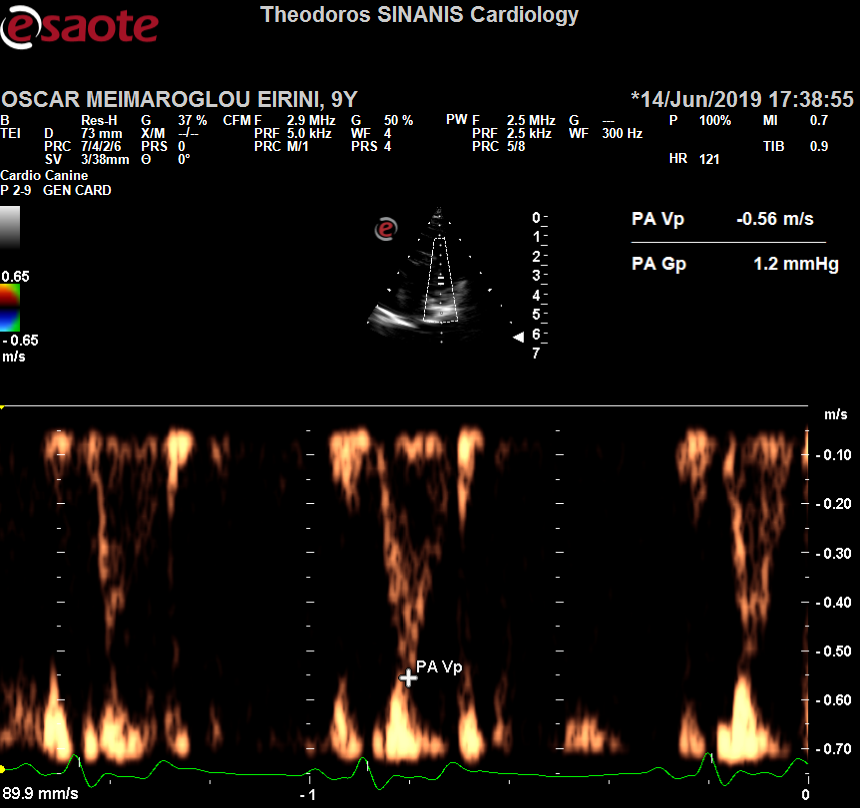 esaote
Theodoros SINANIS Cardiology
OSCAR MEIMAROGLOU EIRINI, 9Y *14/Jun/2019 17:38:55
B Res-H G 37 % CFM F 2.9 MHz G 50 % PW F 2.5 MHz G --- P 100% MI 0.7
TEI D 73 mm X/M --/-- PRF 5.0 kHz WF 4 PRF 2.5 kHz WF 300 Hz
PRC 7/4/2/6 PRS 0 PRC M/1 PRS 4 PRC 5/8 TIB 0.9
SV 3/38mm Θ 0° HR 121
Cardio Canine
P 2-9 GEN CARD
e
0
1
2
3
4
5
6
7
PA Vp -0.56 m/s
PA Gp 1.2 mmHg
0.65
-0.65
m/s
m/s
-0.10
-0.20
-0.30
-0.40
-0.50
-0.60
-0.70
PA Vp
89.9 mm/s -1 0